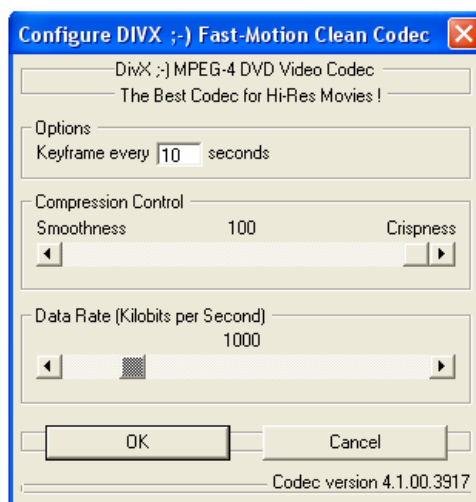 Configure DIVX ;-) Fast-Motion Clean Codec
DivX ;-) MPEG-4 DVD Video Codec
The Best Codec for Hi-Res Movies !
Options
Keyframe every 10 seconds
Compression Control
Smoothness 100 Crispness
Data Rate (Kilobits per Second)
1000
OK Cancel
Codec version 4.1.00.3917